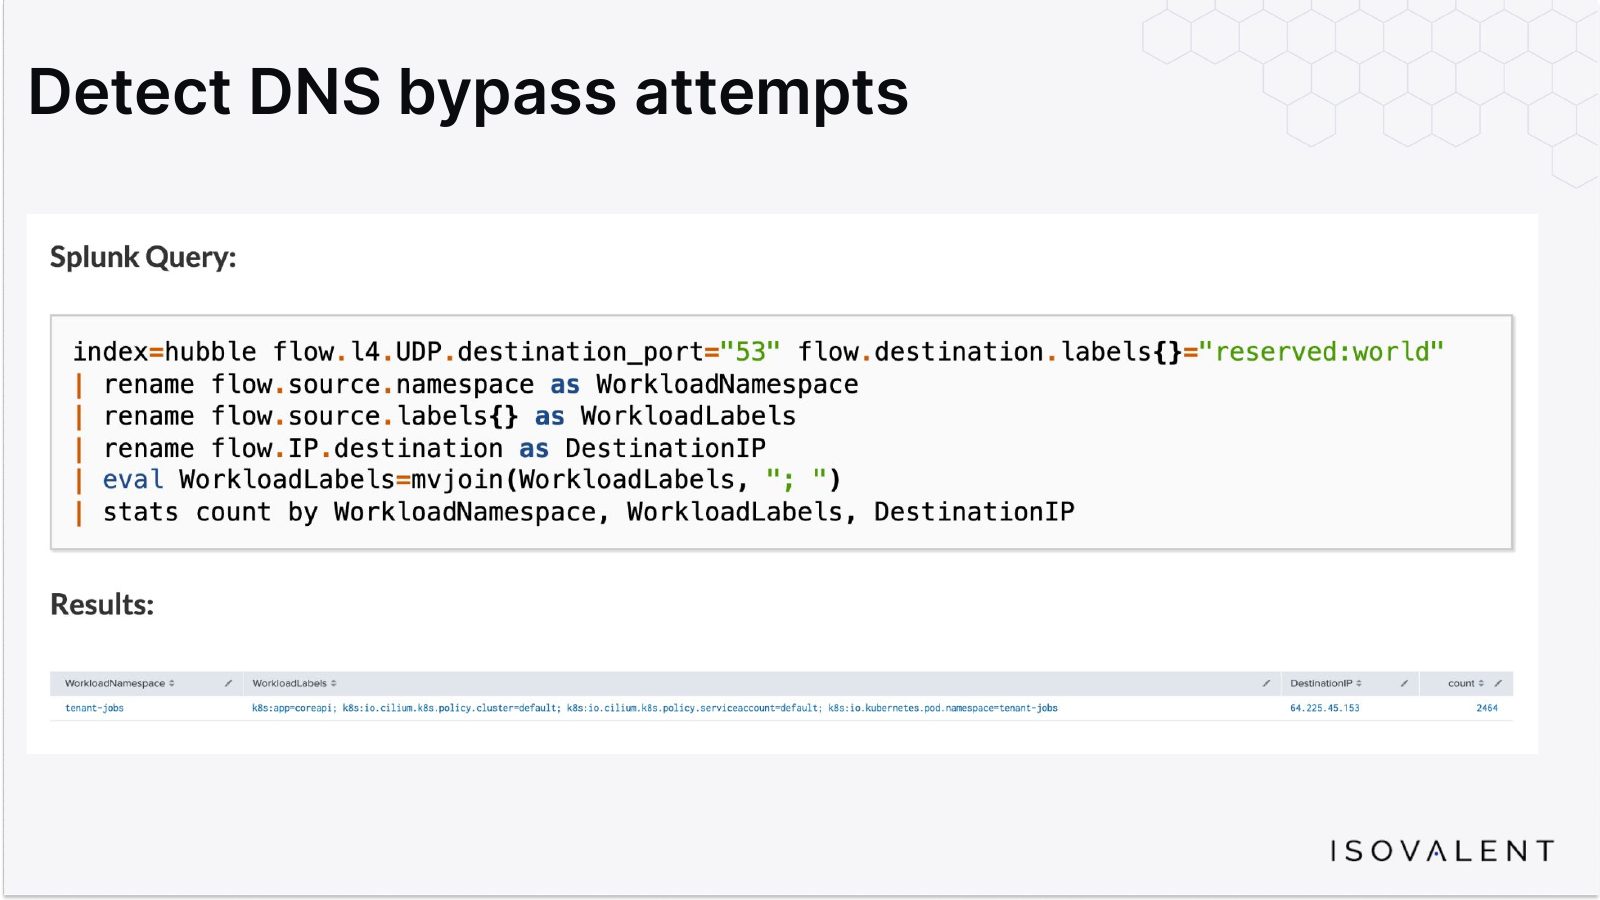 Detect DNS bypass attempts
Splunk Query:
index=hubble flow.l4.UDP.destination_port="53" flow.destination.labels{}="reserved:world"
| rename flow.source.namespace as WorkloadNamespace
| rename flow.source.labels{} as WorkloadLabels
| rename flow.IP.destination as DestinationIP
| eval WorkloadLabels=mvjoin(WorkloadLabels, "; ")
| stats count by WorkloadNamespace, WorkloadLabels, DestinationIP
Results:
WorkloadNamespace WorkloadLabels DestinationIP count
tenant-jobs k8s:app=coreapi; k8s:io.cilium.k8s.policy.cluster=default; k8s:io.cilium.k8s.policy.serviceaccount=default; k8s:io.kubernetes.pod.namespace=tenant-jobs 64.225.45.153 2464
ISOVALENT